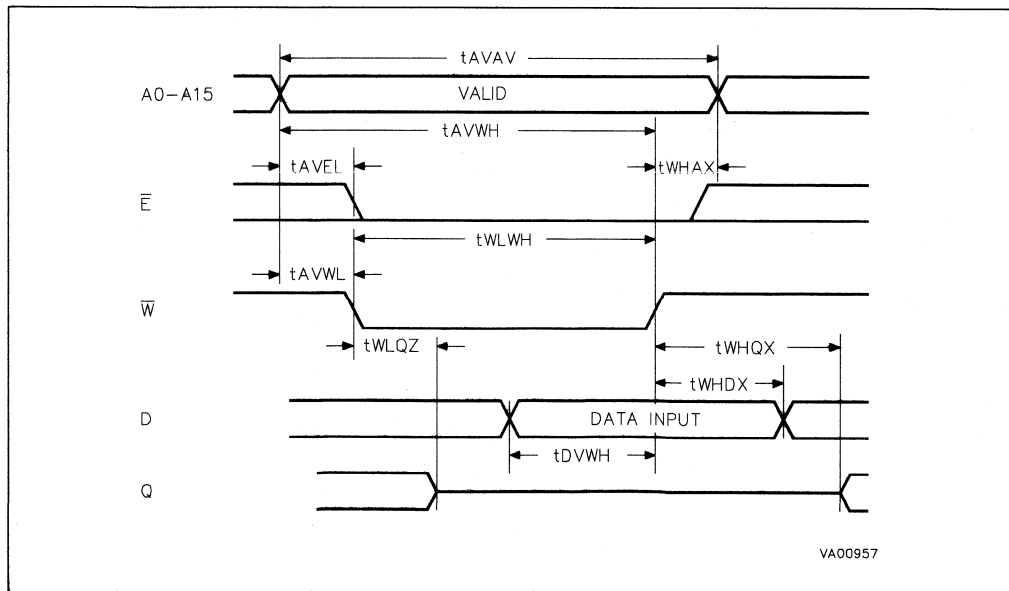 tAVAV
A0-A15 VALID
tAVWH
tAVEL tWHAX
E̅
tWLWH
tAVWL
W̅
tWLQZ tWHQX
tWHDX
D DATA INPUT
tDVWH
Q
VA00957